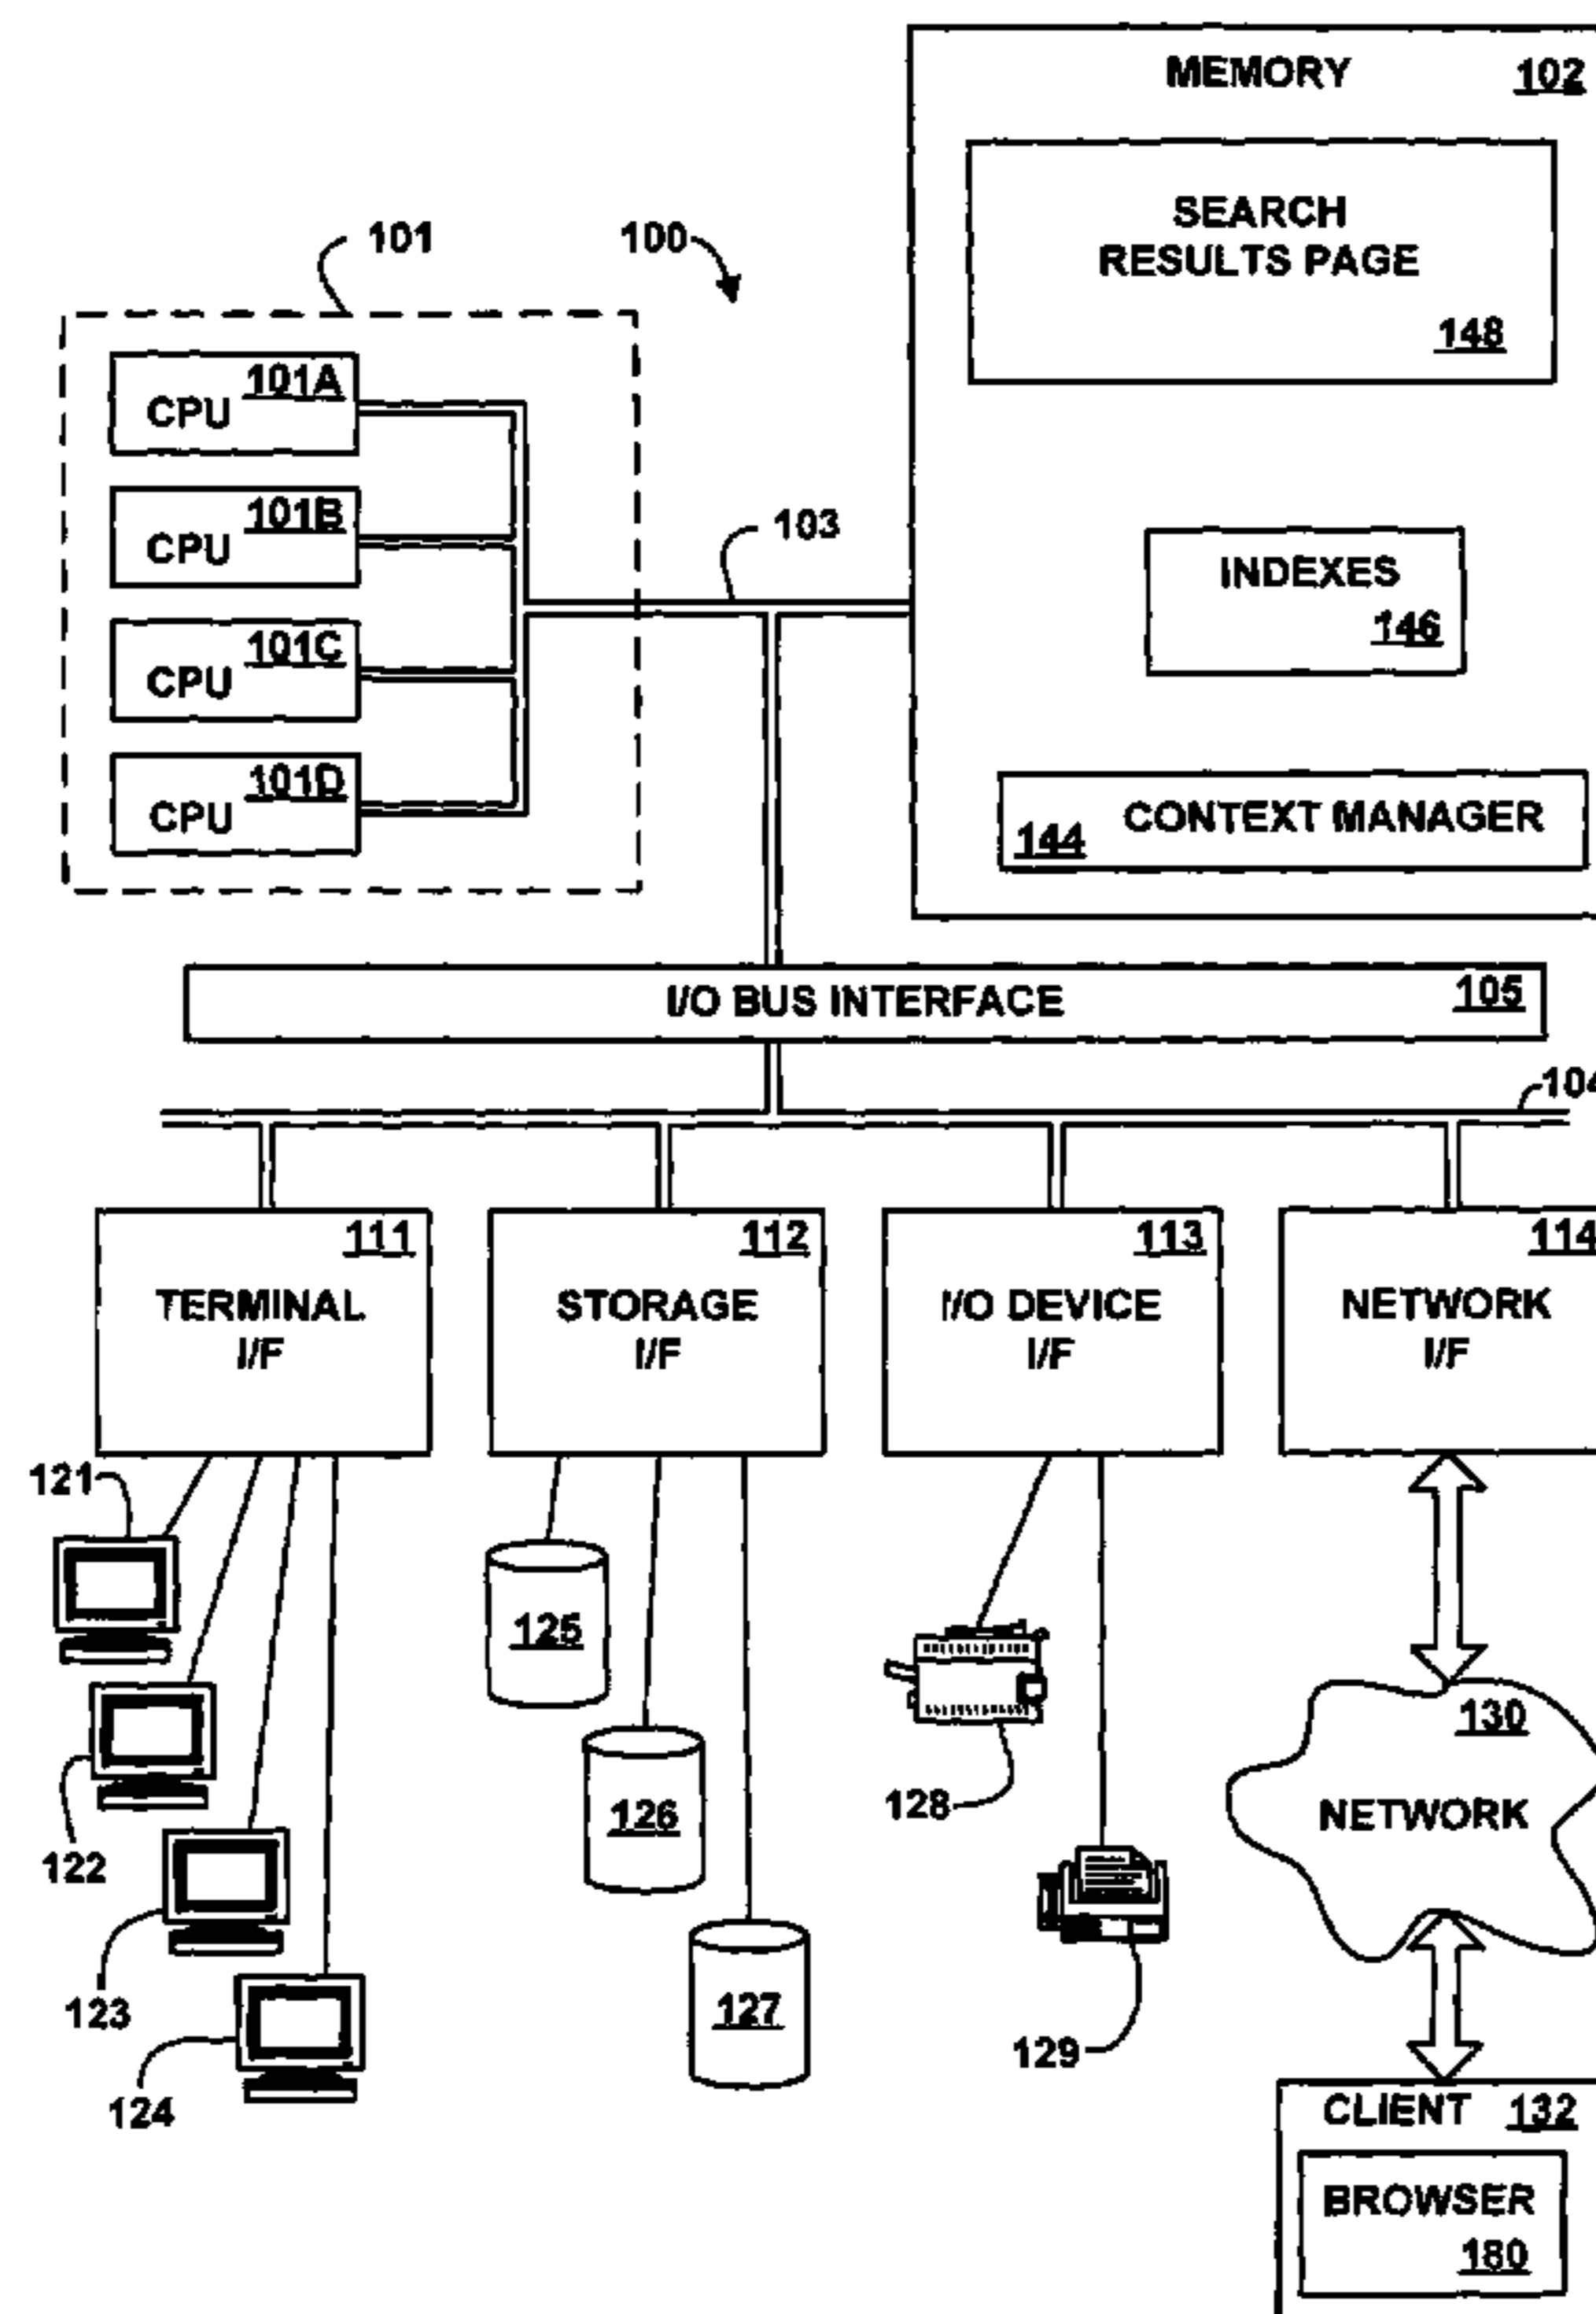 MEMORY 102
SEARCH
RESULTS PAGE
148
101
100
101A
CPU
101B
CPU
101C
CPU
101D
CPU
103
INDEXES
146
144 CONTEXT MANAGER
I/O BUS INTERFACE 105
104
111
TERMINAL
I/F
112
STORAGE
I/F
113
I/O DEVICE
I/F
114
NETWORK
I/F
121
122
123
124
125
126
127
128
129
130
NETWORK
CLIENT 132
BROWSER
180